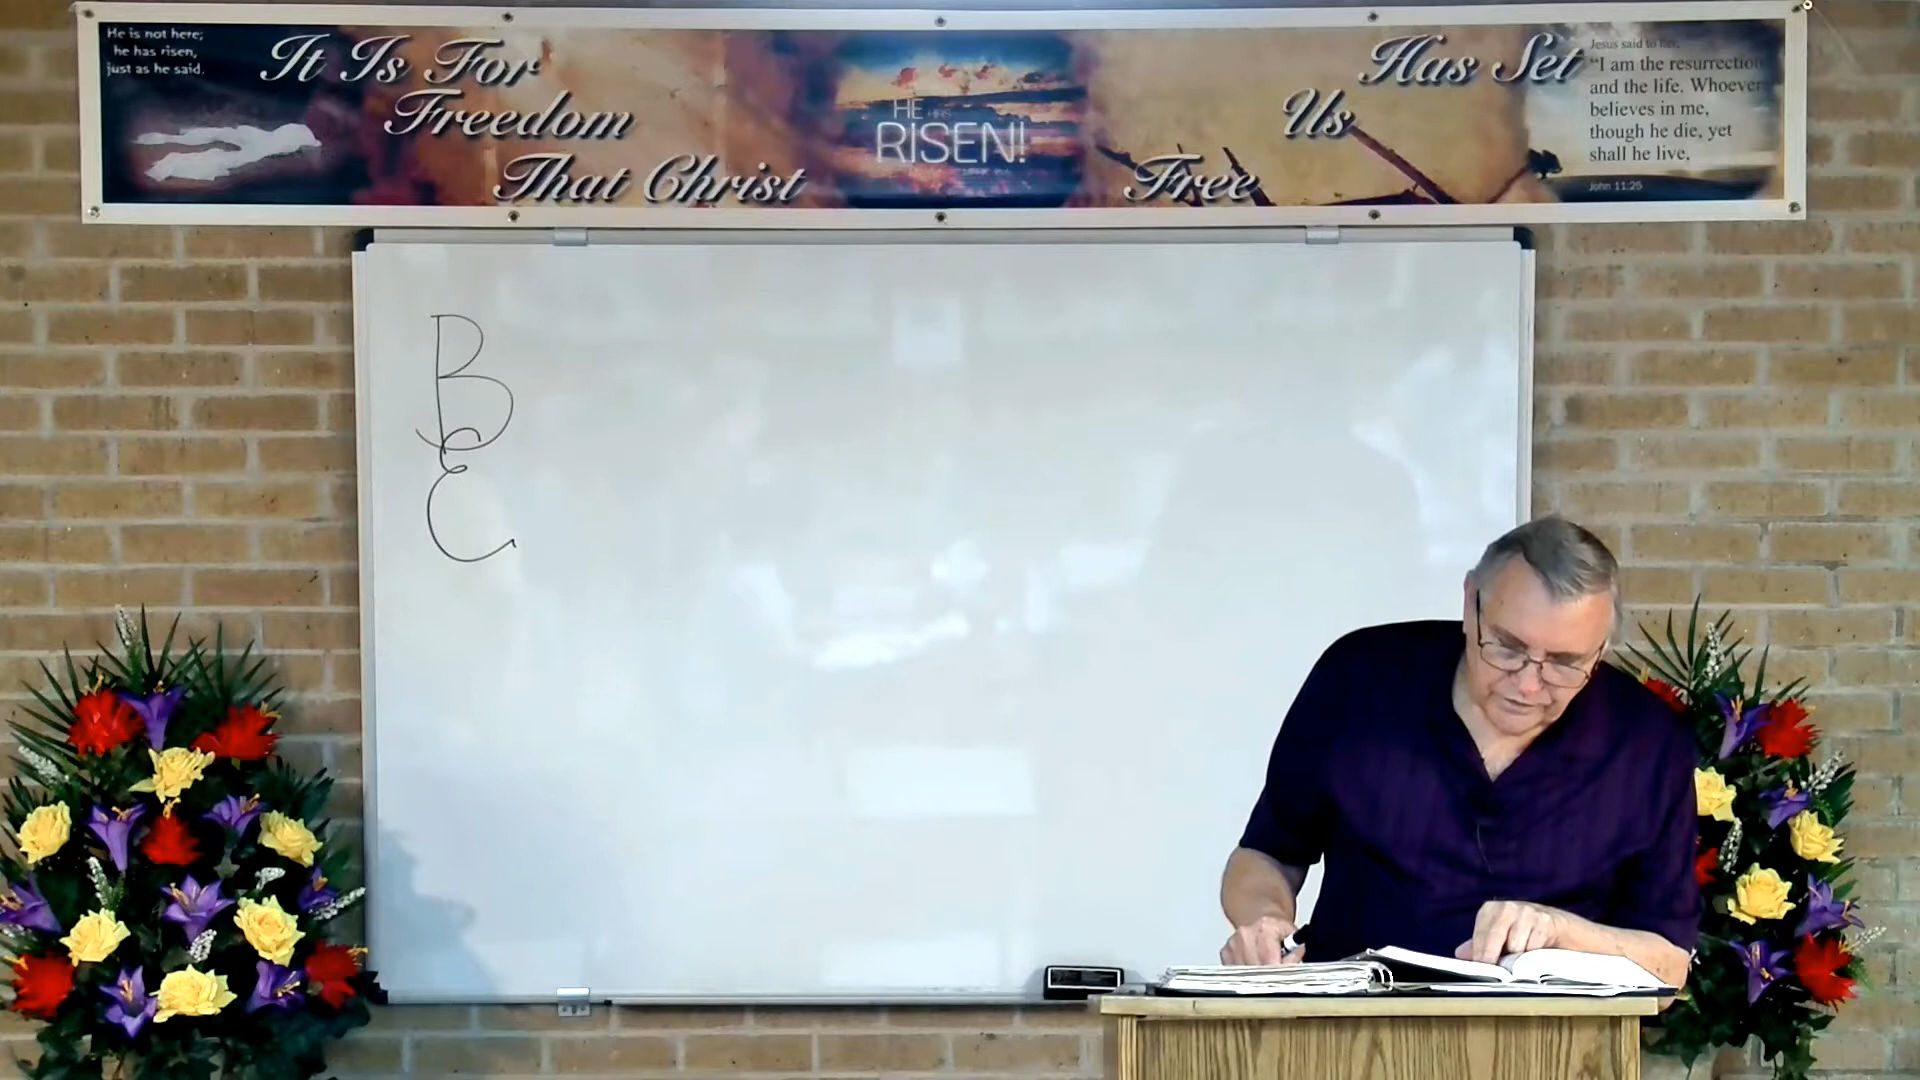 He is not here;
he has risen,
just as he said.
It Is For
Freedom
That Christ
HE HAS
RISEN!
Has Set
Us
Free
Jesus said to her,
"I am the resurrection
and the life. Whoever
believes in me,
though he die, yet
shall he live,
John 11:25
B
E